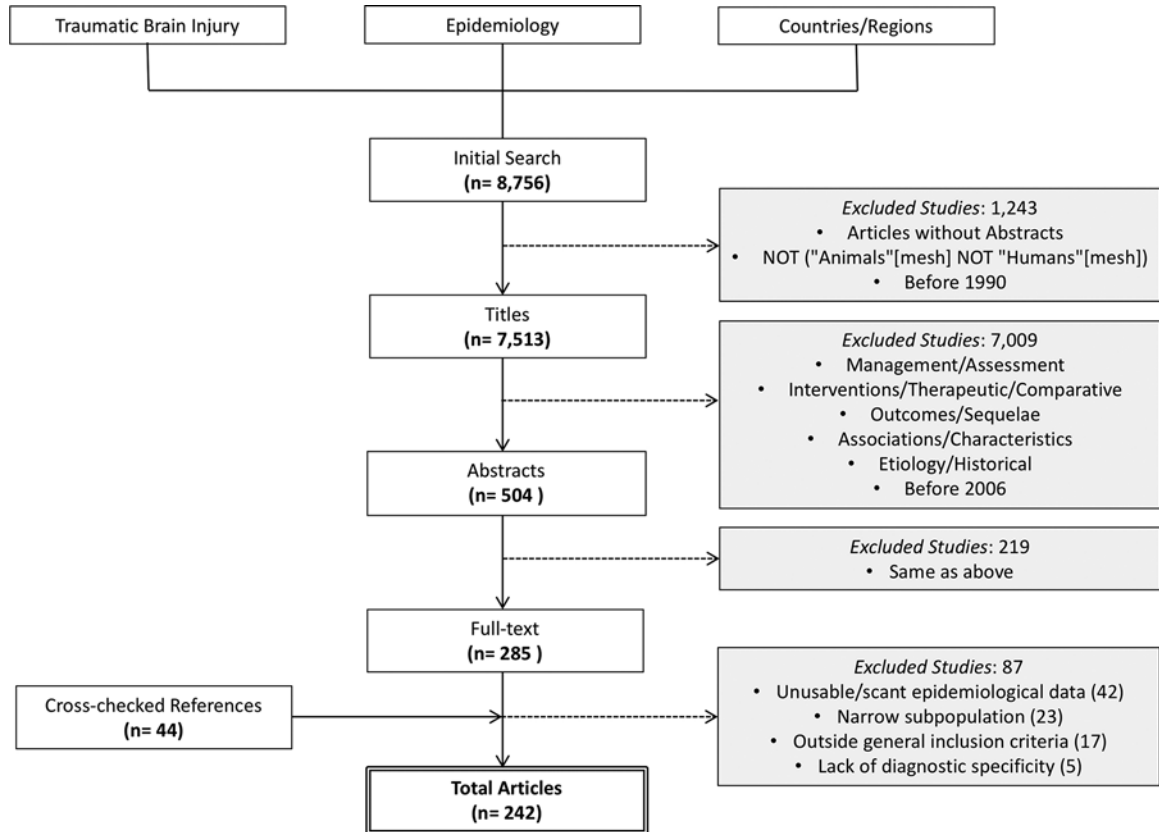 Traumatic Brain Injury
Epidemiology
Countries/Regions
Initial Search
(n= 8,756)
Excluded Studies: 1,243
• Articles without Abstracts
• NOT ("Animals"[mesh] NOT "Humans"[mesh])
• Before 1990
Titles
(n= 7,513)
Excluded Studies: 7,009
• Management/Assessment
• Interventions/Therapeutic/Comparative
• Outcomes/Sequelae
• Associations/Characteristics
• Etiology/Historical
• Before 2006
Abstracts
(n= 504 )
Excluded Studies: 219
• Same as above
Full-text
(n= 285 )
Excluded Studies: 87
• Unusable/scant epidemiological data (42)
• Narrow subpopulation (23)
• Outside general inclusion criteria (17)
• Lack of diagnostic specificity (5)
Cross-checked References
(n= 44)
Total Articles
(n= 242)